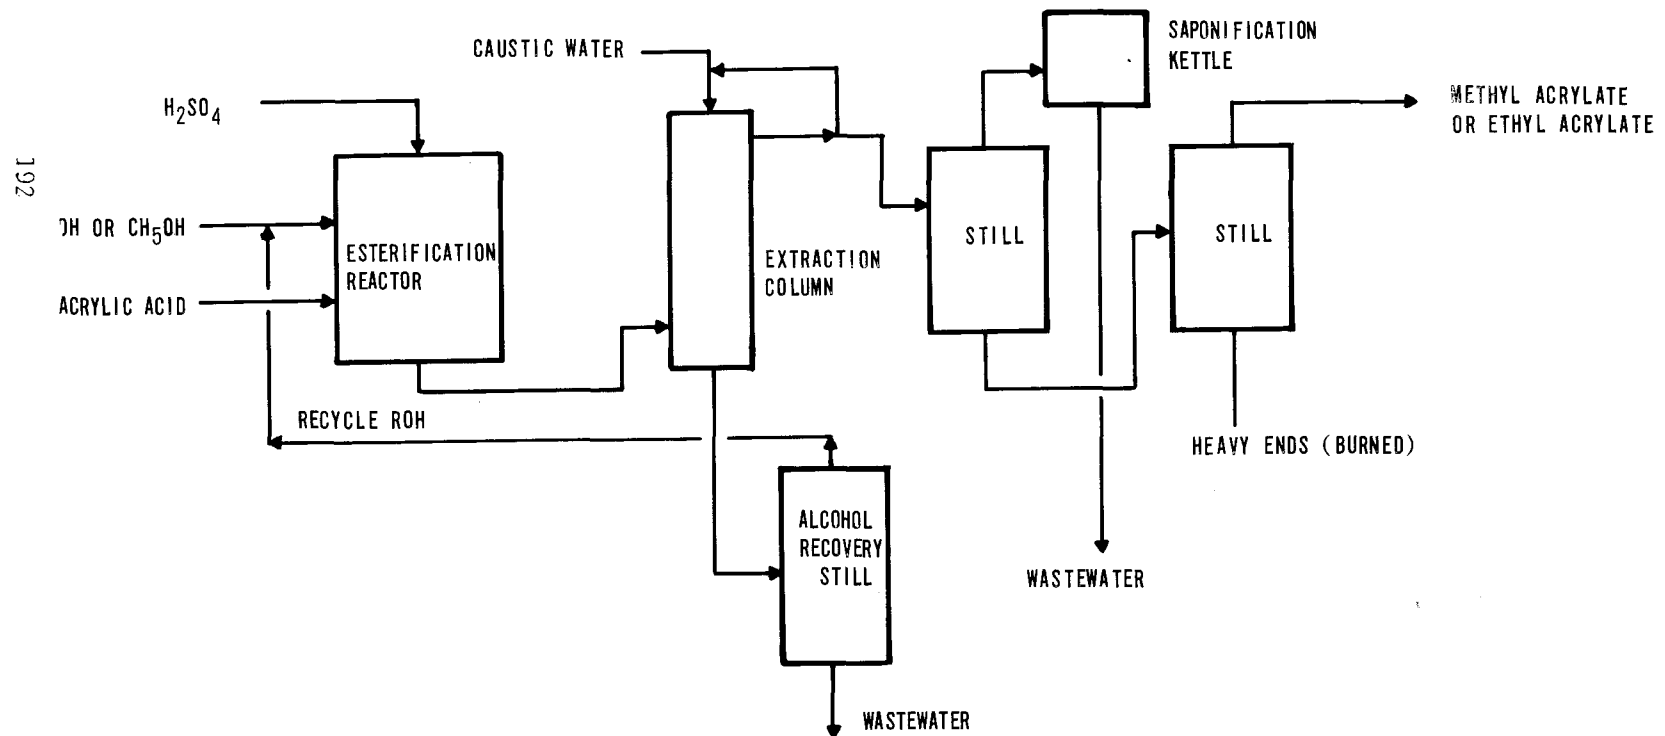 SAPONIFICATION
KETTLE
CAUSTIC WATER
H2SO4
METHYL ACRYLATE
OR ETHYL ACRYLATE
192
OH OR CH5OH
ESTERIFICATION
REACTOR
EXTRACTION
COLUMN
STILL
STILL
ACRYLIC ACID
RECYCLE ROH
HEAVY ENDS (BURNED)
ALCOHOL
RECOVERY
STILL
WASTEWATER
WASTEWATER